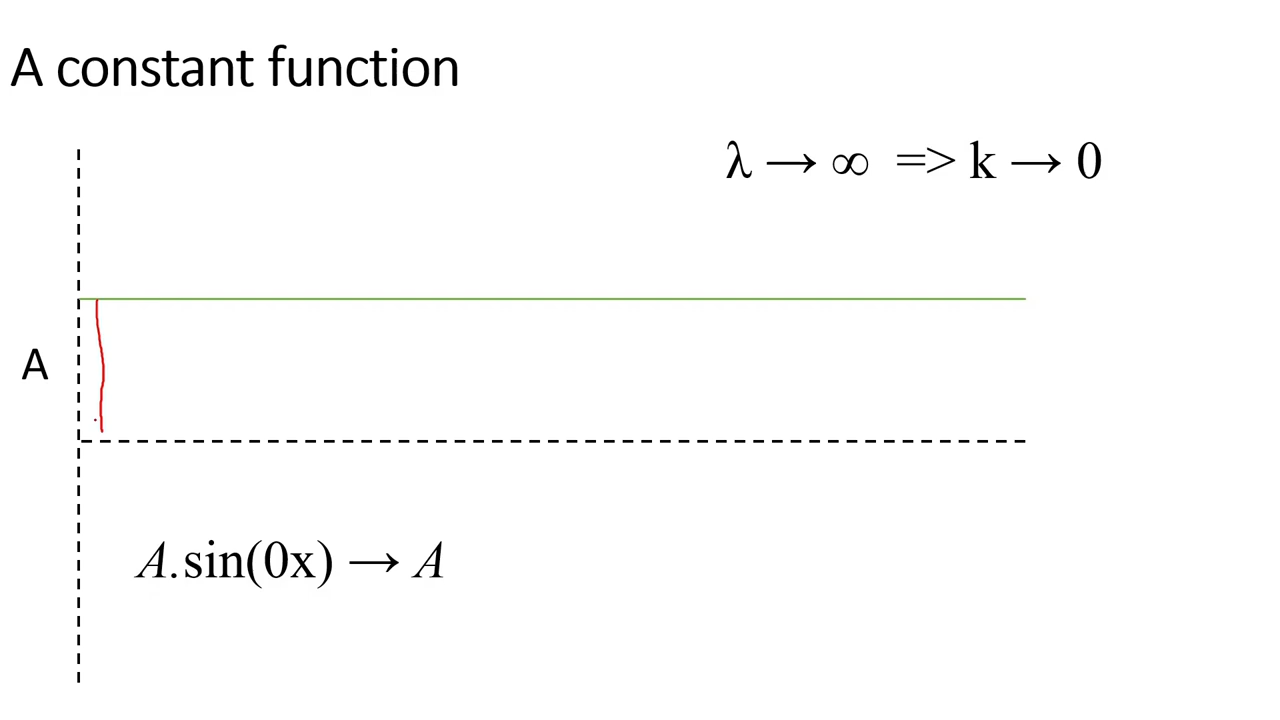 A constant function
λ → ∞ => k → 0
A
A.sin(0x) → A